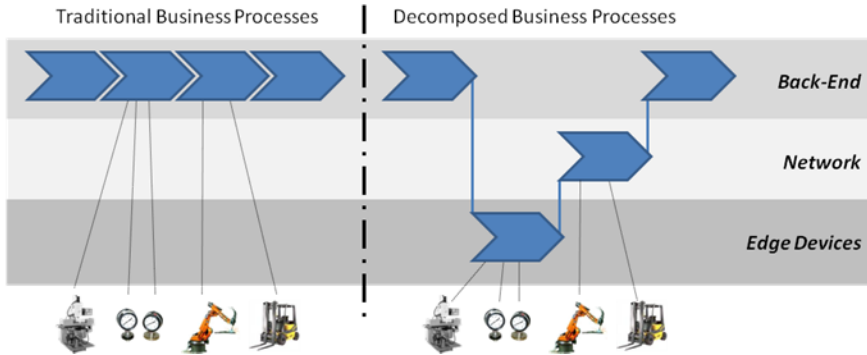 Traditional Business Processes
Decomposed Business Processes
Back-End
Network
Edge Devices